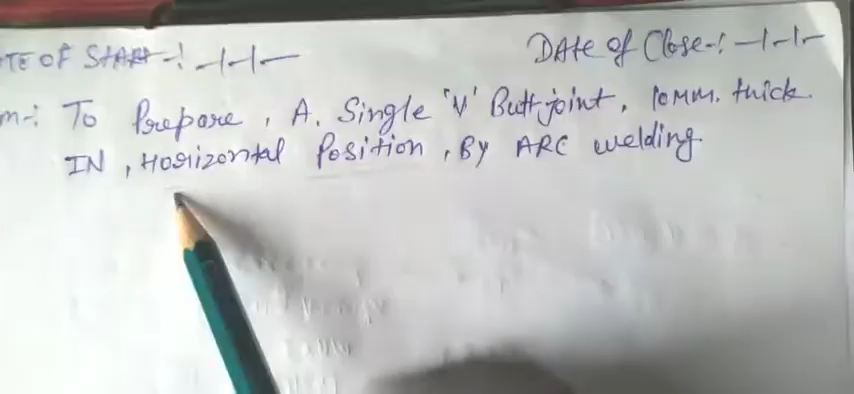 TE OF START-: -/-/-
DATE of Close-: -/-/-
m-: To Prepare, A. Single 'V' Butt joint, 10MM. thick.
IN, Horizontal Position, By ARC welding.